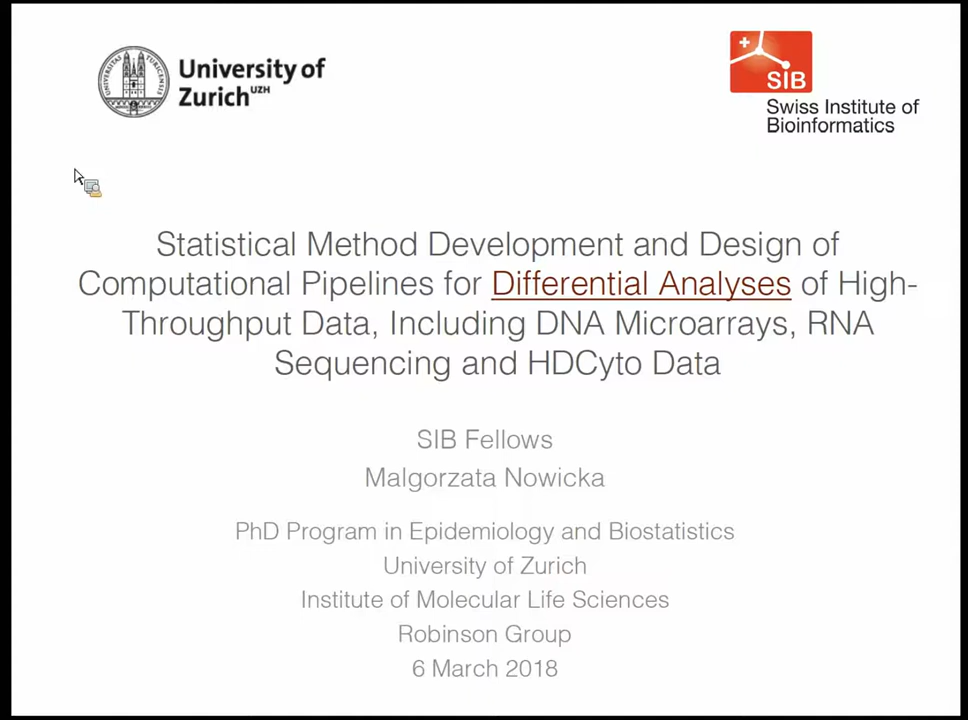 University of
Zurich UZH
SIB
Swiss Institute of
Bioinformatics
Statistical Method Development and Design of
Computational Pipelines for Differential Analyses of High-
Throughput Data, Including DNA Microarrays, RNA
Sequencing and HDCyto Data
SIB Fellows
Malgorzata Nowicka
PhD Program in Epidemiology and Biostatistics
University of Zurich
Institute of Molecular Life Sciences
Robinson Group
6 March 2018